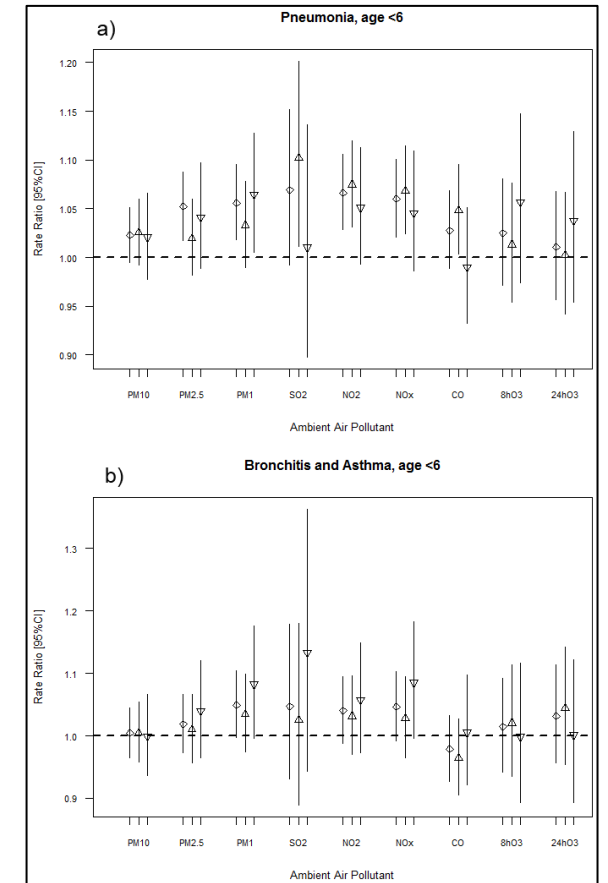 a)
Pneumonia, age <6
Rate Ratio [95%CI]
1.20
1.15
1.10
1.05
1.00
0.95
0.90
PM10 PM2.5 PM1 SO2 NO2 NOx CO 8hO3 24hO3
Ambient Air Pollutant
b)
Bronchitis and Asthma, age <6
Rate Ratio [95%CI]
1.3
1.2
1.1
1.0
0.9
PM10 PM2.5 PM1 SO2 NO2 NOx CO 8hO3 24hO3
Ambient Air Pollutant